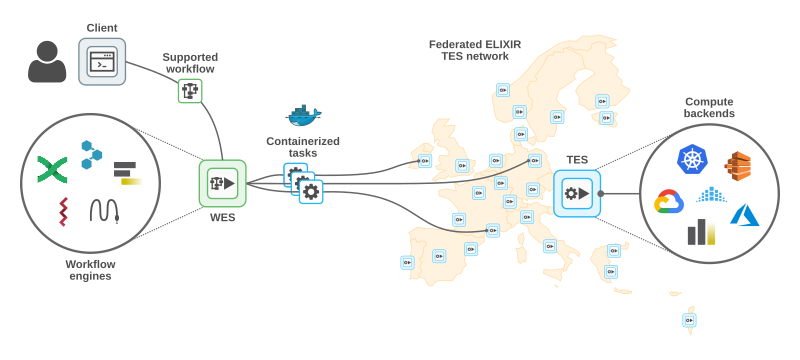 Client
Supported
workflow
Federated ELIXIR
TES network
Containerized
tasks
Compute
backends
TES
WES
Workflow
engines